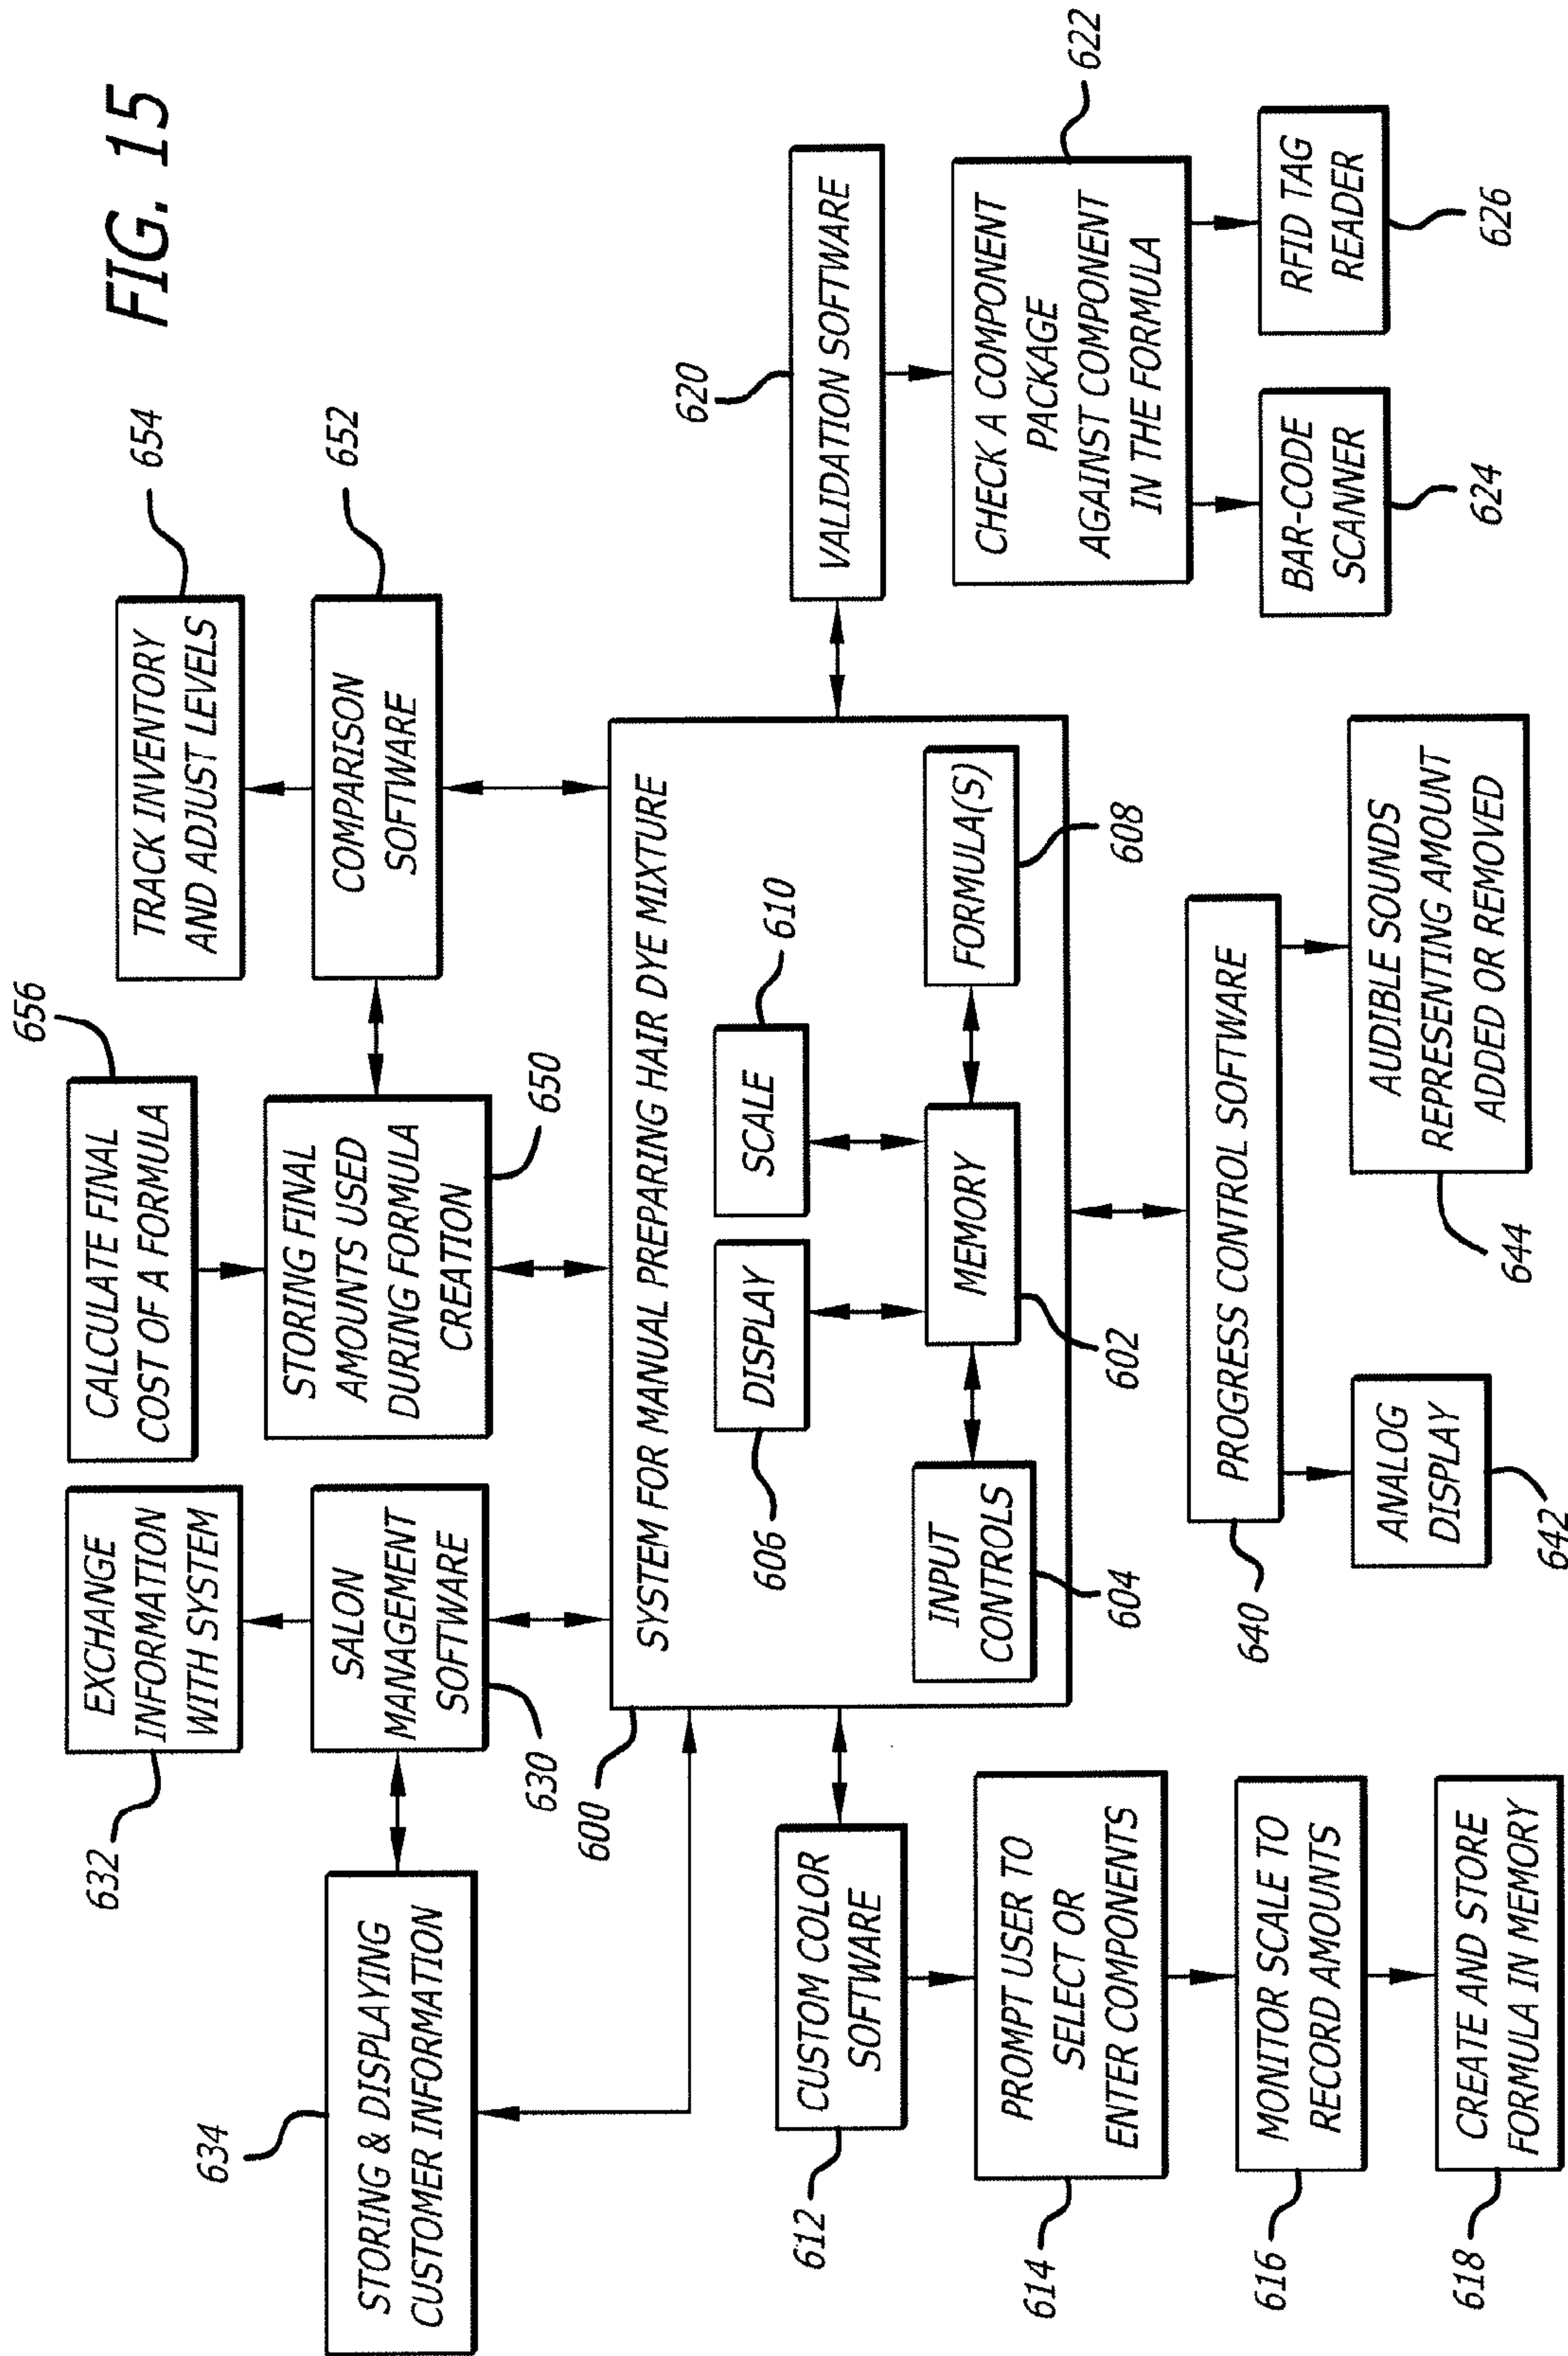 FIG. 15
632
EXCHANGE
INFORMATION
WITH SYSTEM
656
CALCULATE FINAL
COST OF A FORMULA
654
TRACK INVENTORY
AND ADJUST LEVELS
634
STORING & DISPLAYING
CUSTOMER INFORMATION
SALON
MANAGEMENT
SOFTWARE
630
STORING FINAL
AMOUNTS USED
DURING FORMULA
CREATION
650
COMPARISON
SOFTWARE
652
600
SYSTEM FOR MANUAL PREPARING HAIR DYE MIXTURE
606
DISPLAY
SCALE
610
INPUT
CONTROLS
604
MEMORY
602
FORMULA(S)
608
612
CUSTOM COLOR
SOFTWARE
614
PROMPT USER TO
SELECT OR
ENTER COMPONENTS
616
MONITOR SCALE TO
RECORD AMOUNTS
618
CREATE AND STORE
FORMULA IN MEMORY
620
VALIDATION SOFTWARE
CHECK A COMPONENT
PACKAGE
AGAINST COMPONENT
IN THE FORMULA
622
BAR-CODE
SCANNER
624
RFID TAG
READER
626
640
PROGRESS CONTROL SOFTWARE
ANALOG
DISPLAY
642
AUDIBLE SOUNDS
REPRESENTING AMOUNT
ADDED OR REMOVED
644